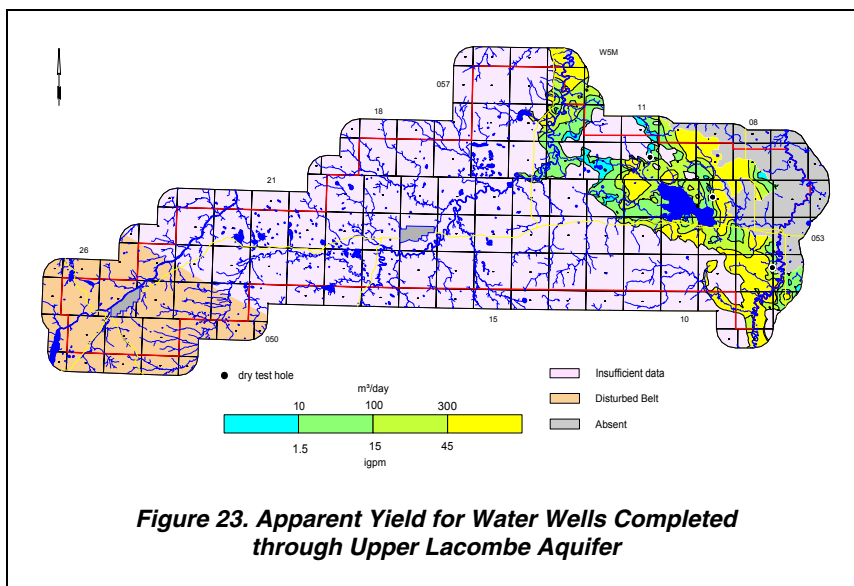 W5M
057
18
11
08
21
053
26
050
15
10
dry test hole
m³/day
10 100 300
1.5 15 45
igpm
Insufficient data
Disturbed Belt
Absent
Figure 23. Apparent Yield for Water Wells Completed
through Upper Lacombe Aquifer